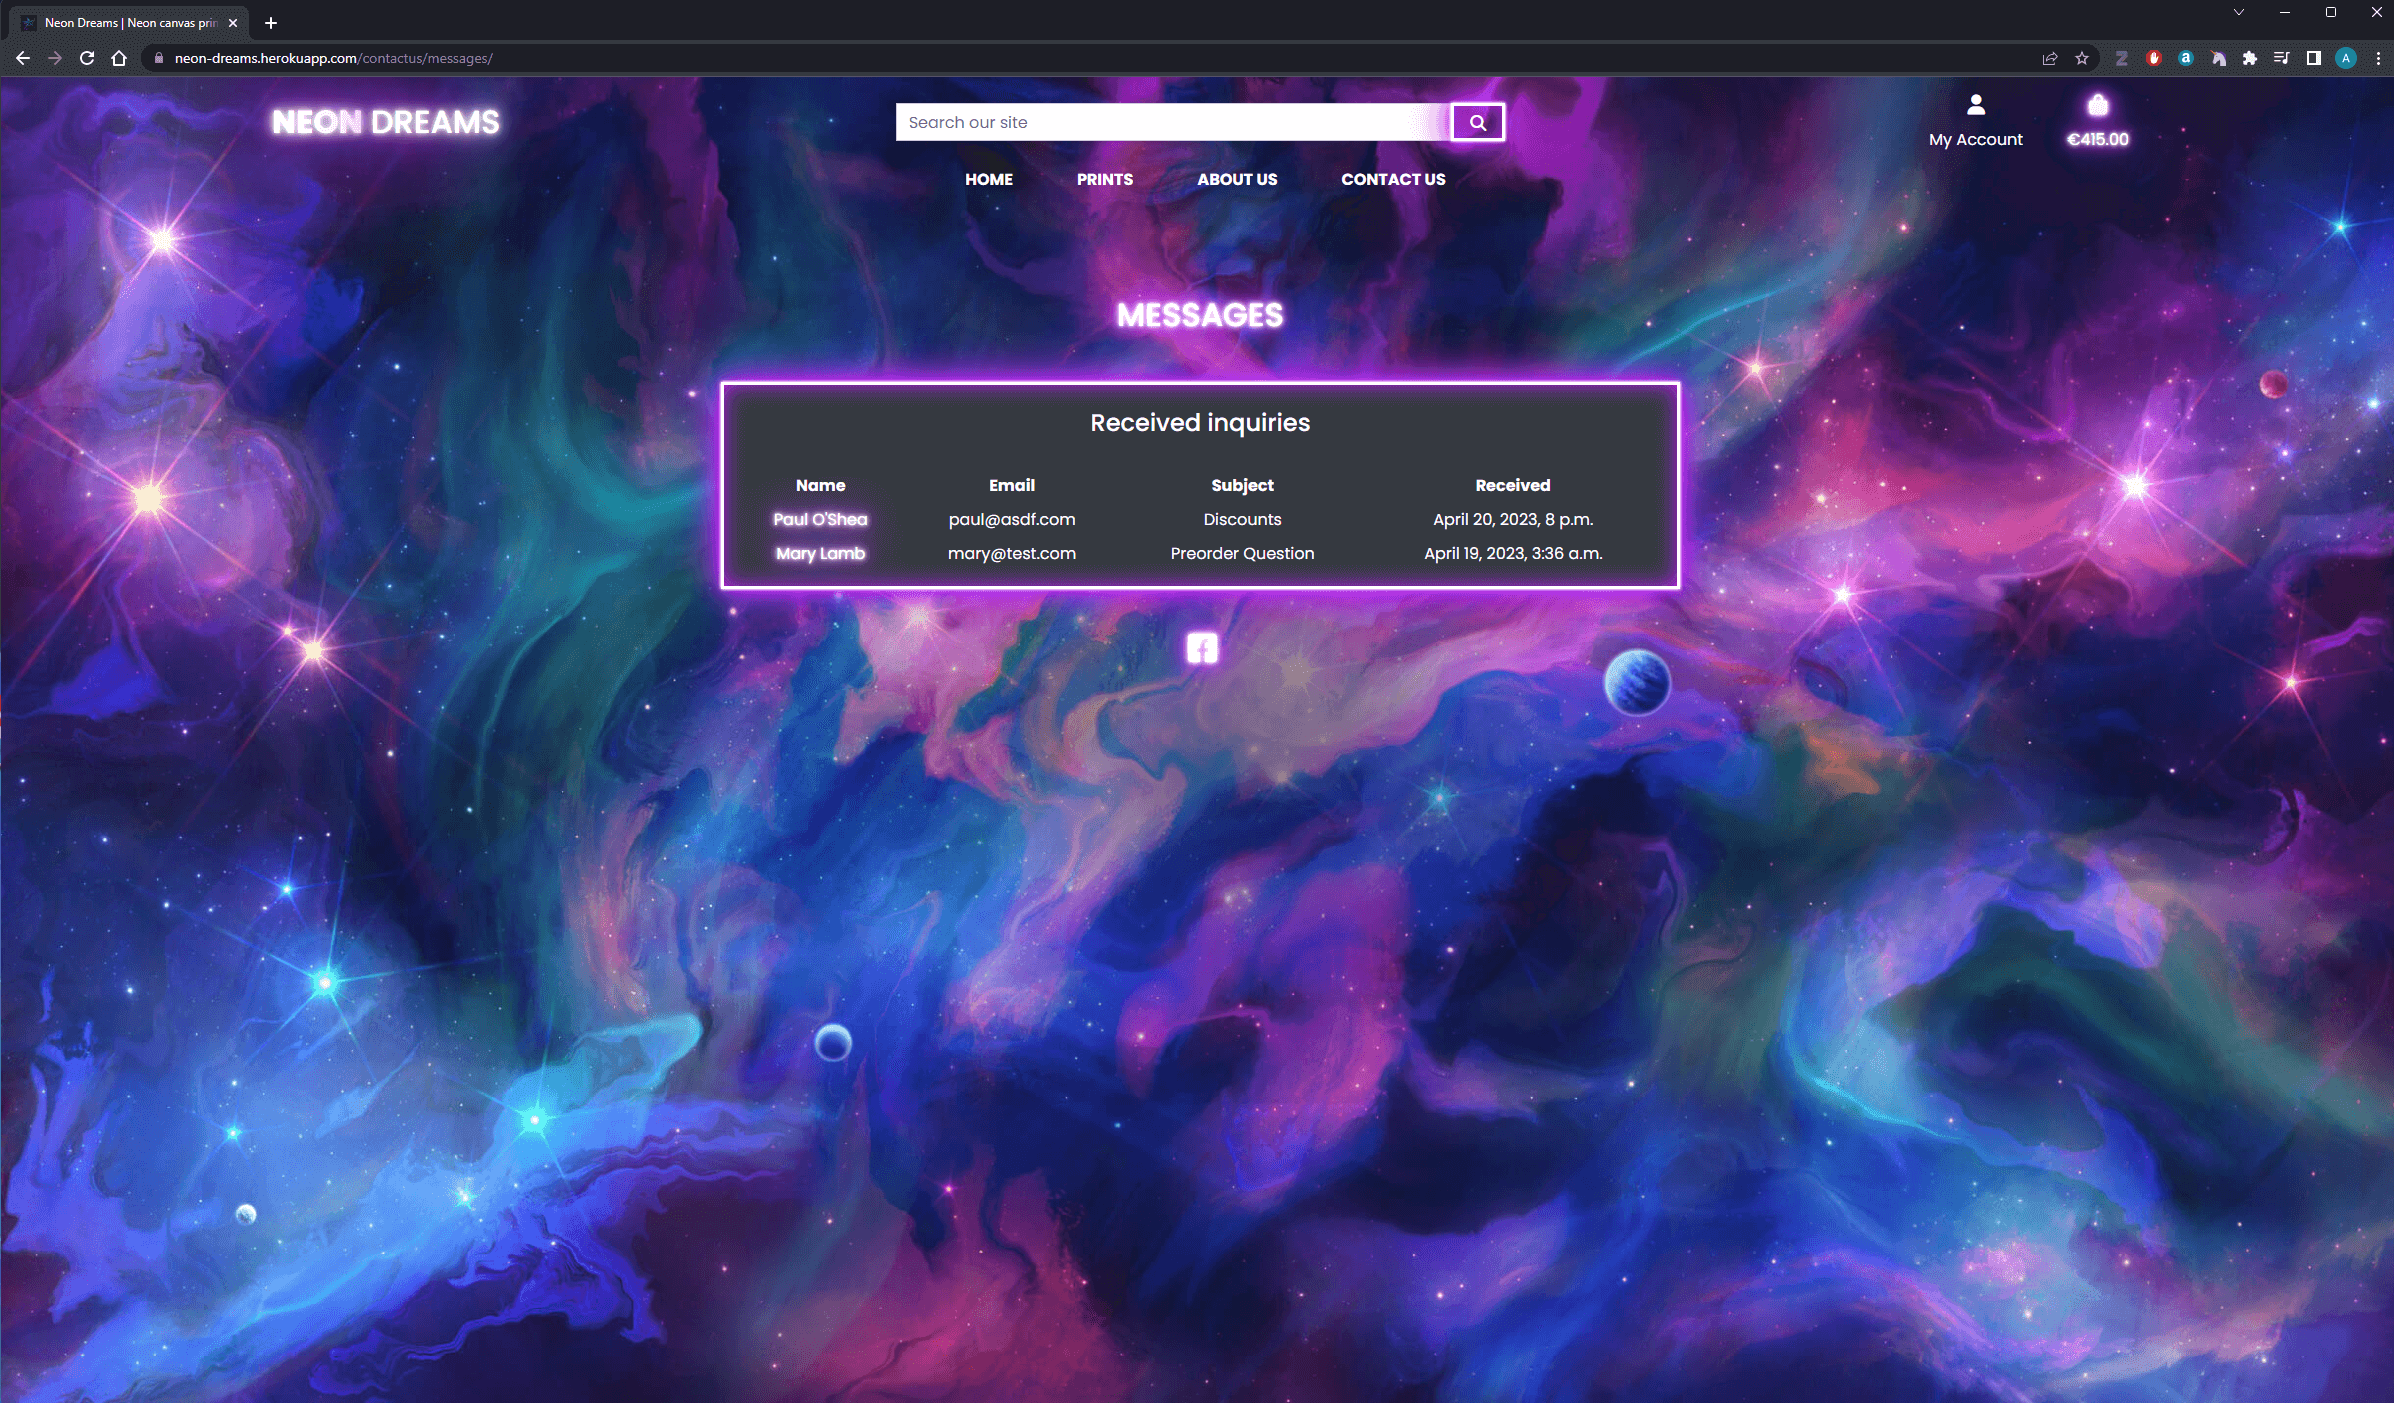 Neon Dreams | Neon canvas prin
neon-dreams.herokuapp.com/contactus/messages/
A
NEON DREAMS
Search our site
My Account
€415.00
HOME PRINTS ABOUT US CONTACT US
MESSAGES
Received inquiries
Name Email Subject Received
Paul O'Shea paul@asdf.com Discounts April 20, 2023, 8 p.m.
Mary Lamb mary@test.com Preorder Question April 19, 2023, 3:36 a.m.